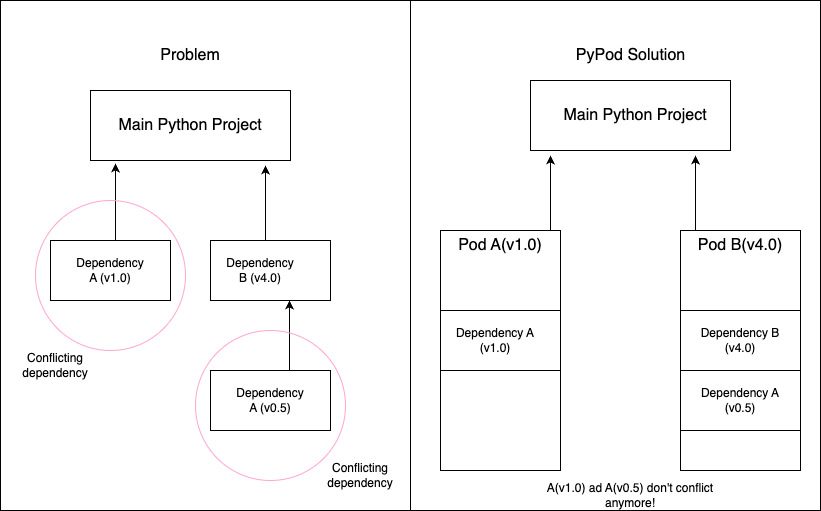 Problem
Main Python Project
Dependency
A (v1.0)
Dependency
B (v4.0)
Conflicting
dependency
Dependency
A (v0.5)
Conflicting
dependency
PyPod Solution
Main Python Project
Pod A(v1.0)
Dependency A
(v1.0)
Pod B(v4.0)
Dependency B
(v4.0)
Dependency A
(v0.5)
A(v1.0) ad A(v0.5) don't conflict
anymore!